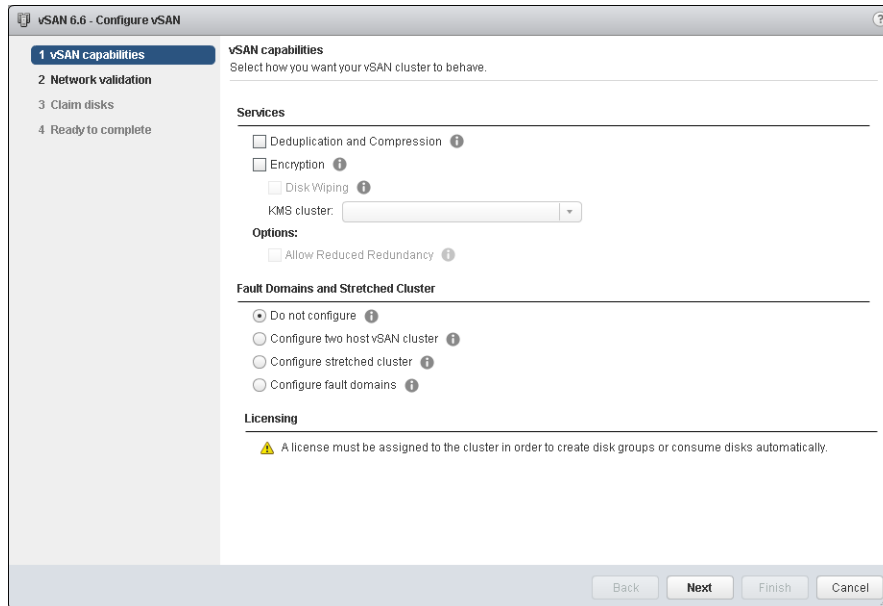 vSAN 6.6 - Configure vSAN
?
1 vSAN capabilities
2 Network validation
3 Claim disks
4 Ready to complete
vSAN capabilities
Select how you want your vSAN cluster to behave.
Services
Deduplication and Compression
Encryption
Disk Wiping
KMS cluster:
Options:
Allow Reduced Redundancy
Fault Domains and Stretched Cluster
Do not configure
Configure two host vSAN cluster
Configure stretched cluster
Configure fault domains
Licensing
A license must be assigned to the cluster in order to create disk groups or consume disks automatically.
Back Next Finish Cancel